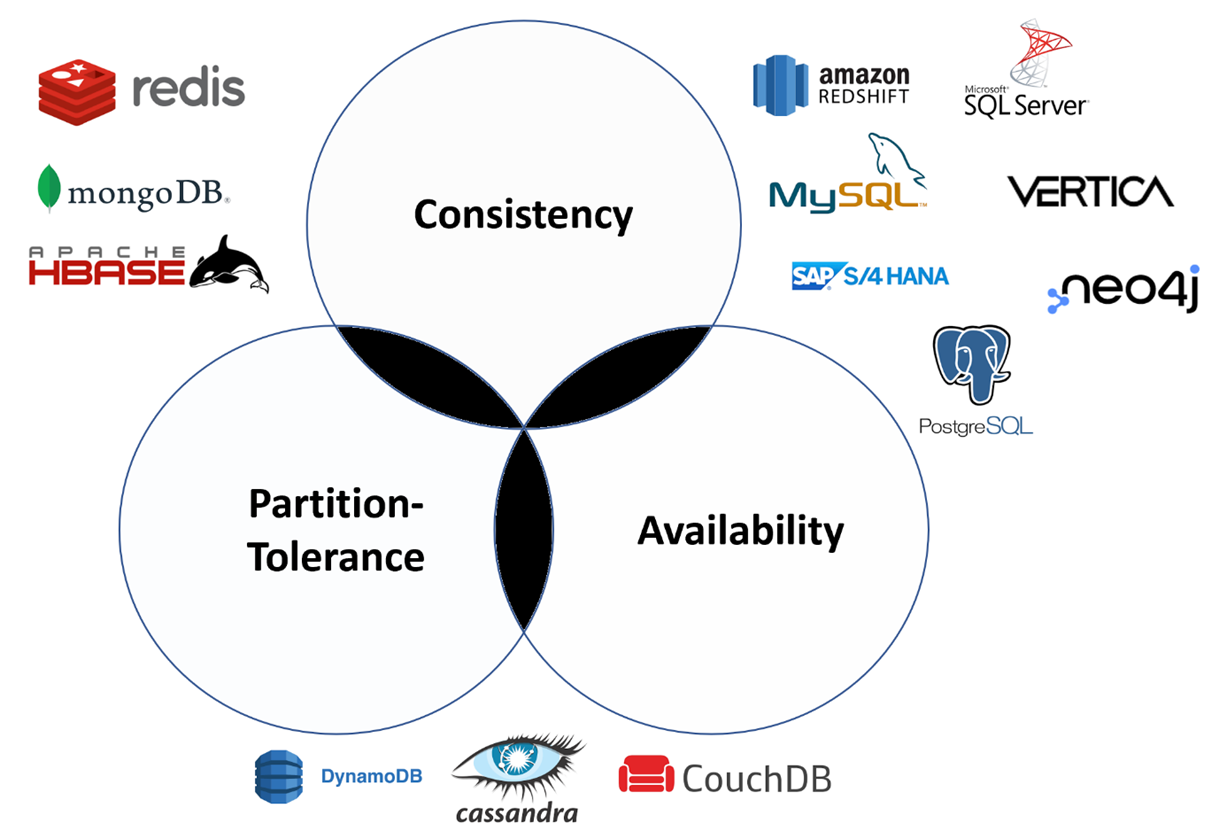 redis
mongoDB®
APACHE
HBASE
amazon
REDSHIFT
Microsoft®
SQL Server®
MySQL™
VERTICA
SAP® S/4 HANA
neo4j
PostgreSQL
Consistency
Partition-
Tolerance
Availability
DynamoDB
cassandra
CouchDB